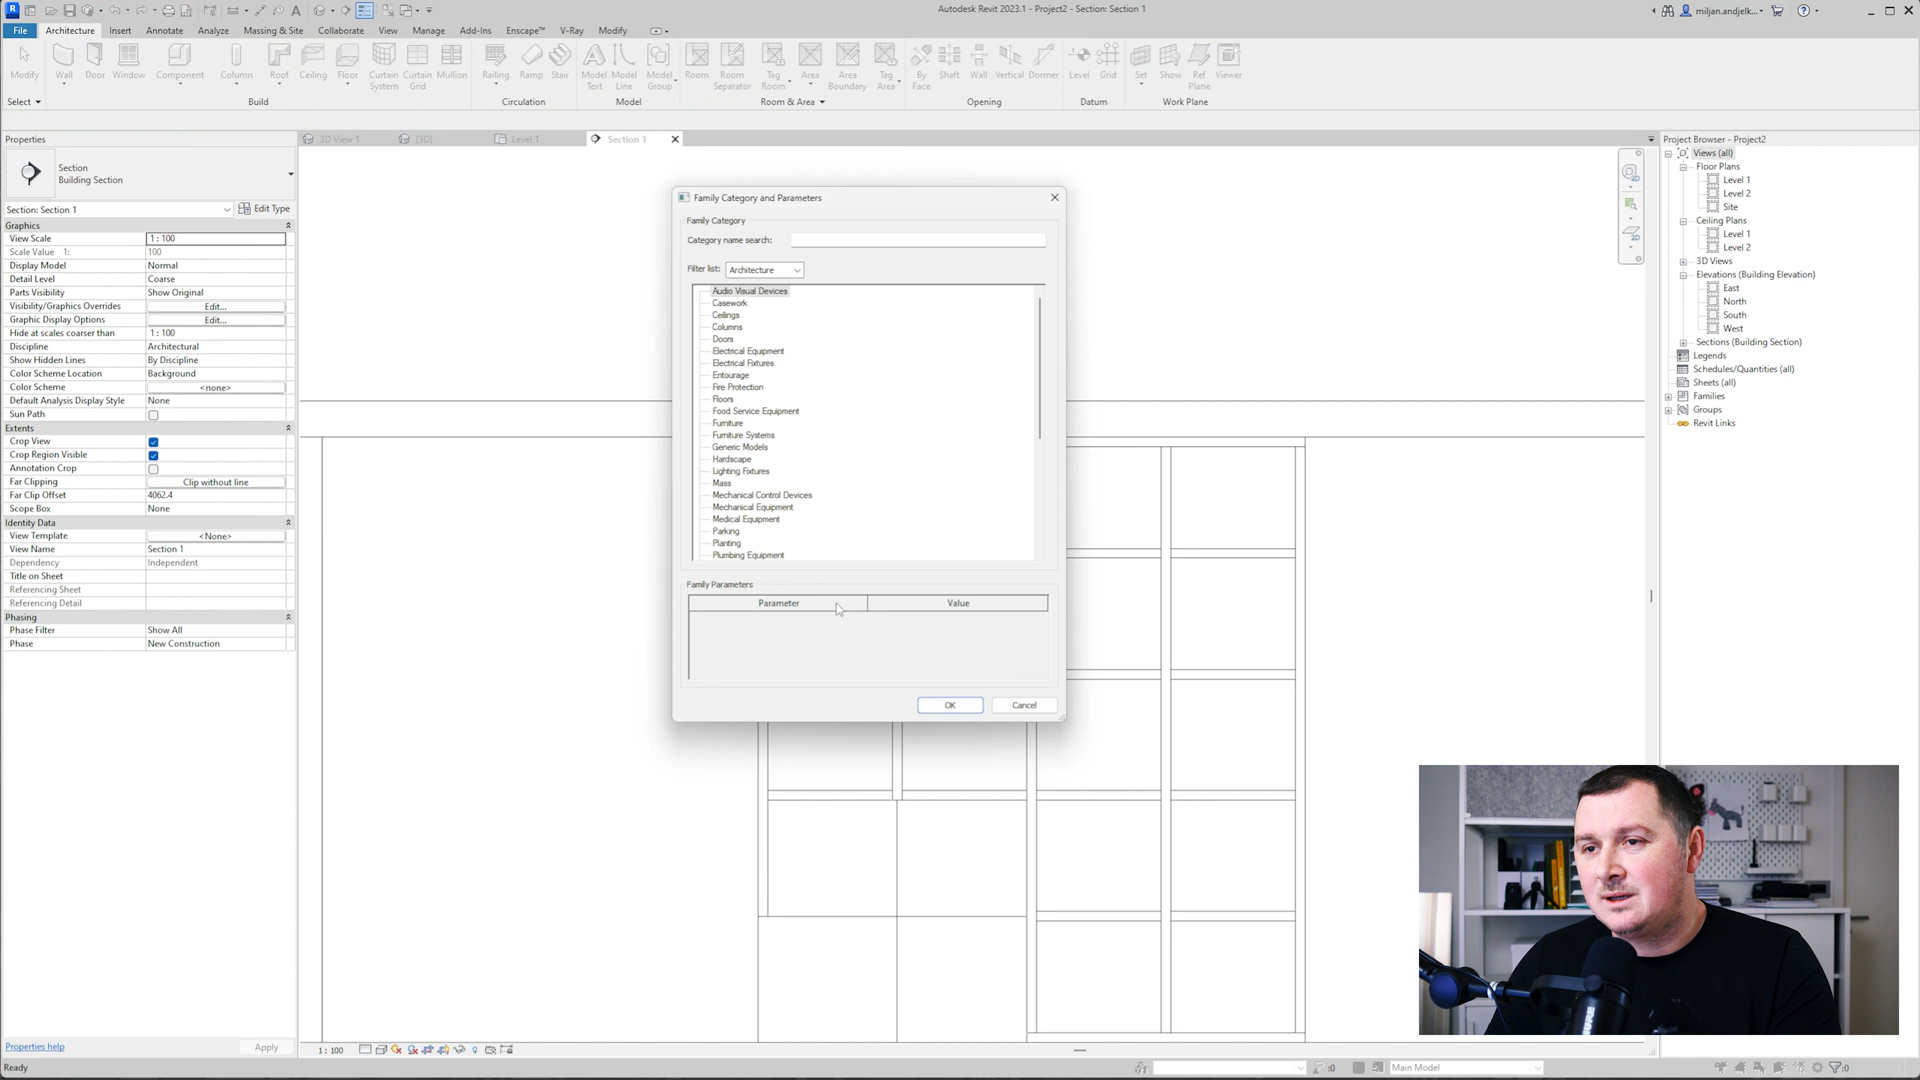 Autodesk Revit 2023.1 - Project2 - Section: Section 1
miljan.andjelk...
File Architecture Insert Annotate Analyze Massing & Site Collaborate View Manage Add-Ins Enscape™ V-Ray Modify
Modify Wall Door Window Component Column Roof Ceiling Floor Curtain System Curtain Grid Mullion Railing Ramp Stair Model Text Model Line Model Group Room Room Separator Tag Room Area Area Boundary Tag Area By Face Shaft Wall Vertical Dormer Level Grid Set Show Ref Plane Viewer
Select Build Circulation Model Room & Area Opening Datum Work Plane
Properties
3D View 1 {3D} Level 1 Section 1
Section
Building Section
Section: Section 1 Edit Type
Graphics
View Scale 1 : 100
Scale Value 1: 100
Display Model Normal
Detail Level Coarse
Parts Visibility Show Original
Visibility/Graphics Overrides Edit...
Graphic Display Options Edit...
Hide at scales coarser than 1 : 100
Discipline Architectural
Show Hidden Lines By Discipline
Color Scheme Location Background
Color Scheme <none>
Default Analysis Display Style None
Sun Path
Extents
Crop View
Crop Region Visible
Annotation Crop
Far Clipping Clip without line
Far Clip Offset 4062.4
Scope Box None
Identity Data
View Template <None>
View Name Section 1
Dependency Independent
Title on Sheet
Referencing Sheet
Referencing Detail
Phasing
Phase Filter Show All
Phase New Construction
Properties help Apply
Family Category and Parameters
Family Category
Category name search:
Filter list: Architecture
Audio Visual Devices
Casework
Ceilings
Columns
Doors
Electrical Equipment
Electrical Fixtures
Entourage
Fire Protection
Floors
Food Service Equipment
Furniture
Furniture Systems
Generic Models
Hardscape
Lighting Fixtures
Mass
Mechanical Control Devices
Mechanical Equipment
Medical Equipment
Parking
Planting
Plumbing Equipment
Family Parameters
Parameter Value
OK Cancel
Project Browser - Project2
Views (all)
Floor Plans
Level 1
Level 2
Site
Ceiling Plans
Level 1
Level 2
3D Views
Elevations (Building Elevation)
East
North
South
West
Sections (Building Section)
Legends
Schedules/Quantities (all)
Sheets (all)
Families
Groups
Revit Links
2D
2D
1 : 100
Ready
:0 Main Model :0